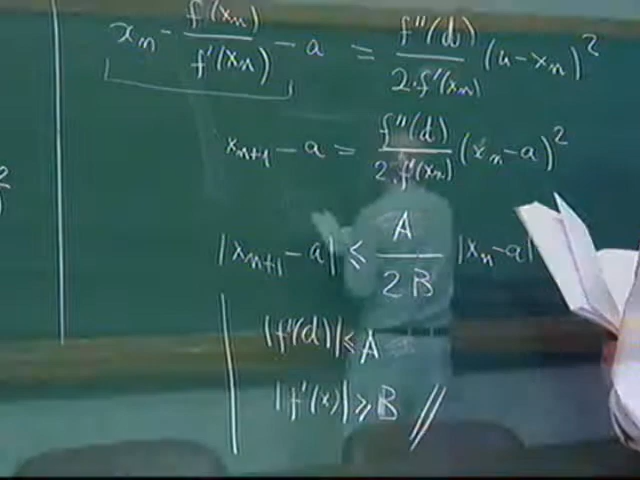 x_n - f(x_n)/f'(x_n) - a = f''(d)/2.f'(x_n) (a-x_n)^2
x_{n+1} - a = f''(d)/2.f'(x_n) (x_n-a)^2
|x_{n+1} - a| ≤ A/2B |x_n-a|
|f''(d)| ≤ A
|f'(x)| ≥ B //